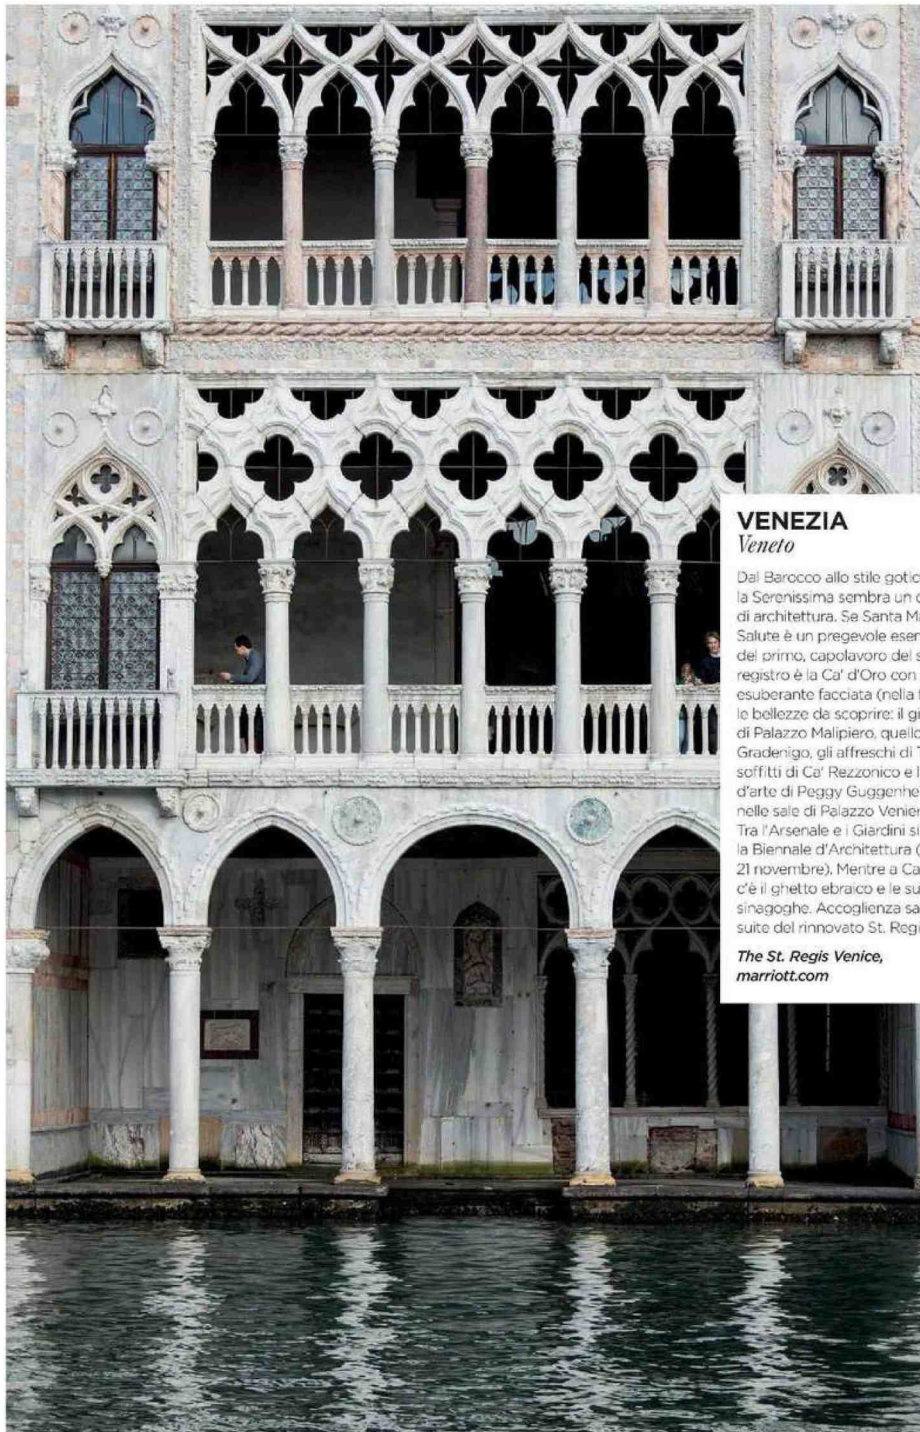 VENEZIA
Veneto
Dal Barocco allo stile gotic
la Serenissima sembra un
di architettura. Se Santa M
Salute è un pregevole esen
del primo, capolavoro del s
registro è la Ca' d'Oro con
esuberante facciata (nella
le bellezze da scoprire: il gi
di Palazzo Malipiero, quello
Gradenigo, gli affreschi di
soffitti di Ca' Rezzonico e l
d'arte di Peggy Guggenhe
nelle sale di Palazzo Venier
Tra l'Arsenale e i Giardini si
la Biennale d'Architettura (
21 novembre). Mentre a Ca
c'è il ghetto ebraico e le su
sinagoghe. Accoglienza sa
suite del rinnovato St. Regi
The St. Regis Venice,
marriott.com